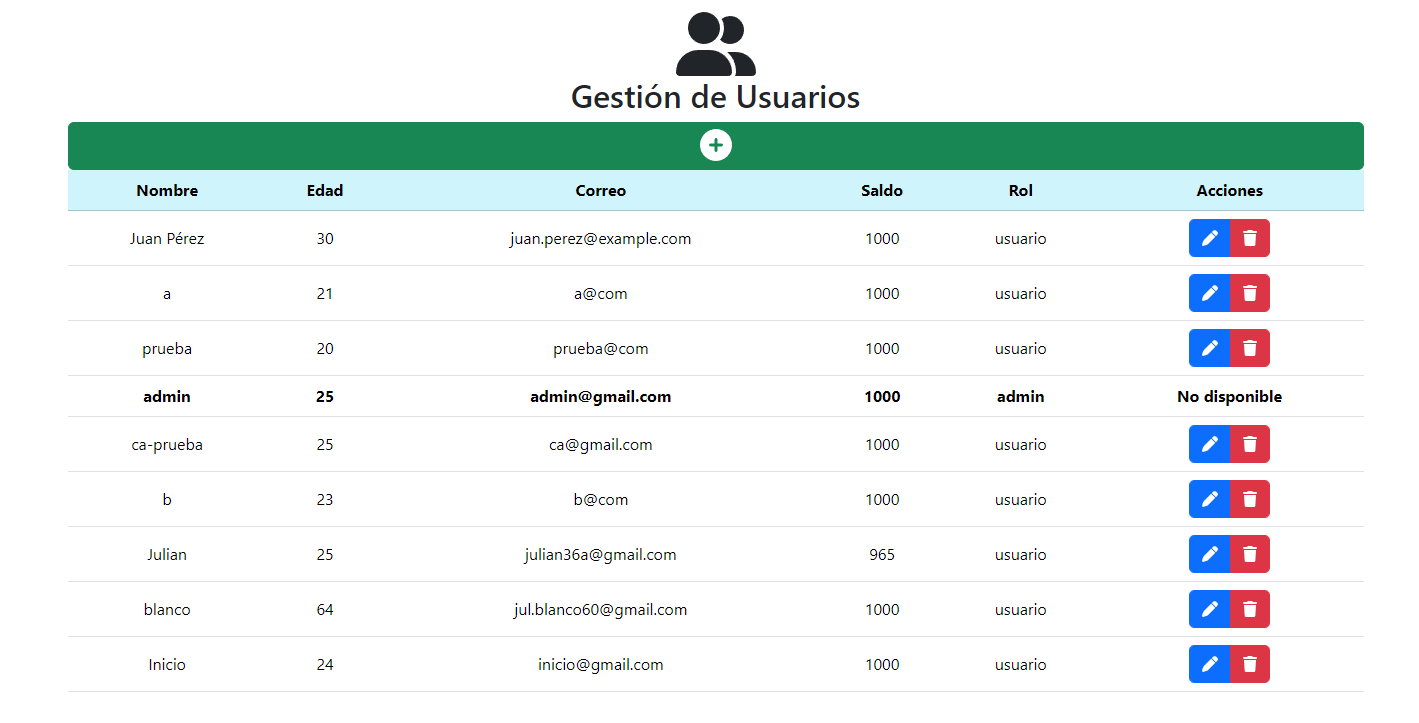 Gestión de Usuarios
Nombre Edad Correo Saldo Rol Acciones
Juan Pérez 30 juan.perez@example.com 1000 usuario
a 21 a@com 1000 usuario
prueba 20 prueba@com 1000 usuario
admin 25 admin@gmail.com 1000 admin No disponible
ca-prueba 25 ca@gmail.com 1000 usuario
b 23 b@com 1000 usuario
Julian 25 julian36a@gmail.com 965 usuario
blanco 64 jul.blanco60@gmail.com 1000 usuario
Inicio 24 inicio@gmail.com 1000 usuario